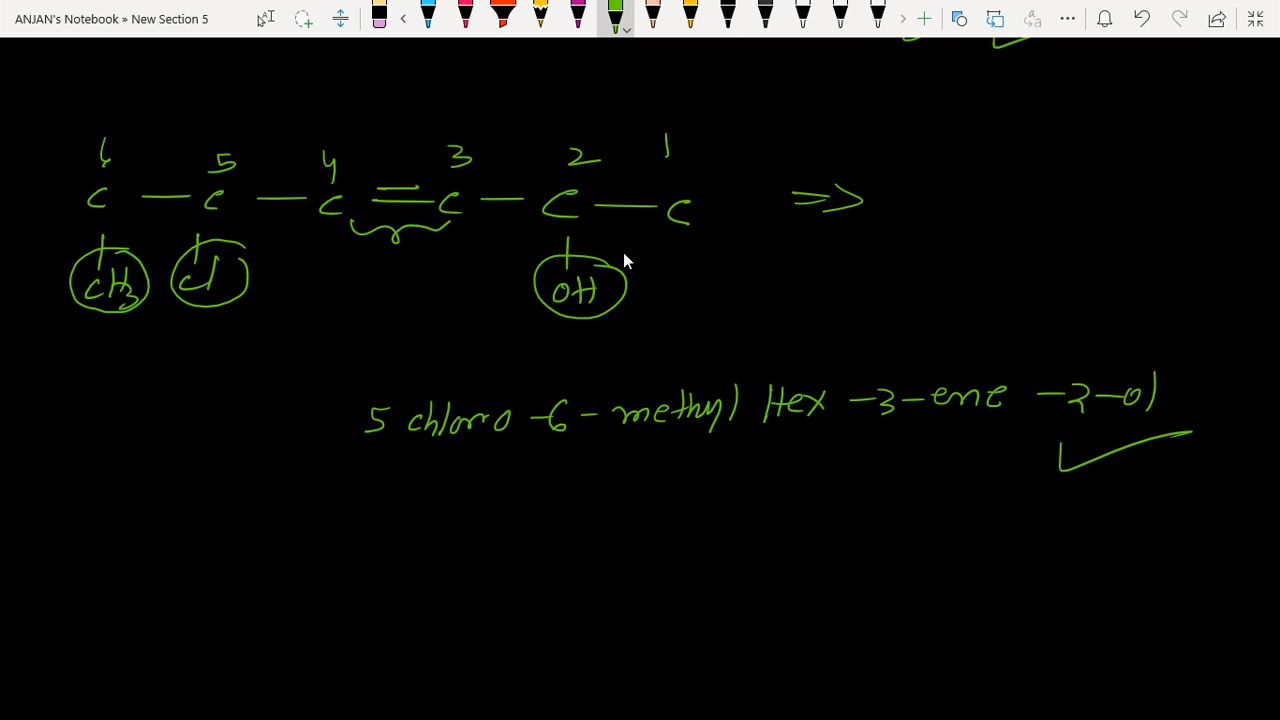 ANJAN's Notebook » New Section 5
6 5 4 3 2 1
C — C — C = C — C — C ⇒
CH3 Cl OH
5 chloro -6- methyl Hex -3-ene -2-ol